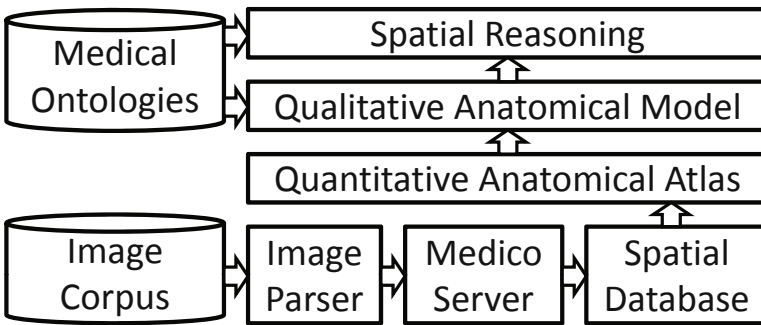 Medical
Ontologies
Spatial Reasoning
Qualitative Anatomical Model
Quantitative Anatomical Atlas
Image
Corpus
Image
Parser
Medico
Server
Spatial
Database